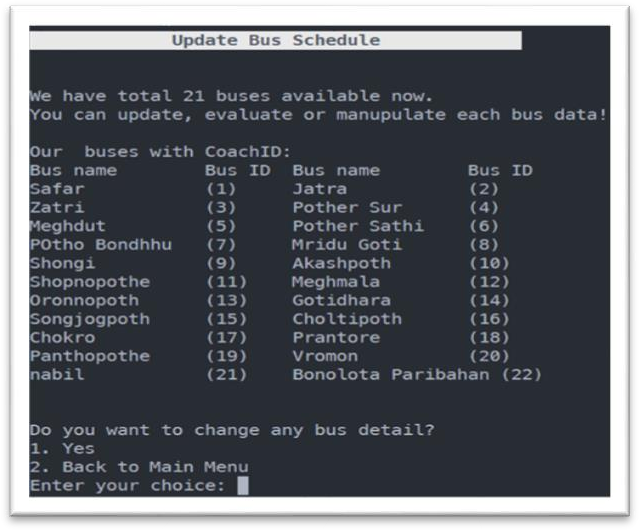 Update Bus Schedule
We have total 21 buses available now.
You can update, evaluate or manupulate each bus data!
Our  buses with CoachID:
Bus name Bus ID Bus name Bus ID
Safar (1) Jatra (2)
Zatri (3) Pother Sur (4)
Meghdut (5) Pother Sathi (6)
POtho Bondhhu (7) Mridu Goti (8)
Shongi (9) Akashpoth (10)
Shopnopothe (11) Meghmala (12)
Oronnopoth (13) Gotidhara (14)
Songjogpoth (15) Choltipoth (16)
Chokro (17) Prantore (18)
Panthopothe (19) Vromon (20)
nabil (21) Bonolota Paribahan (22)
Do you want to change any bus detail?
1. Yes
2. Back to Main Menu
Enter your choice: